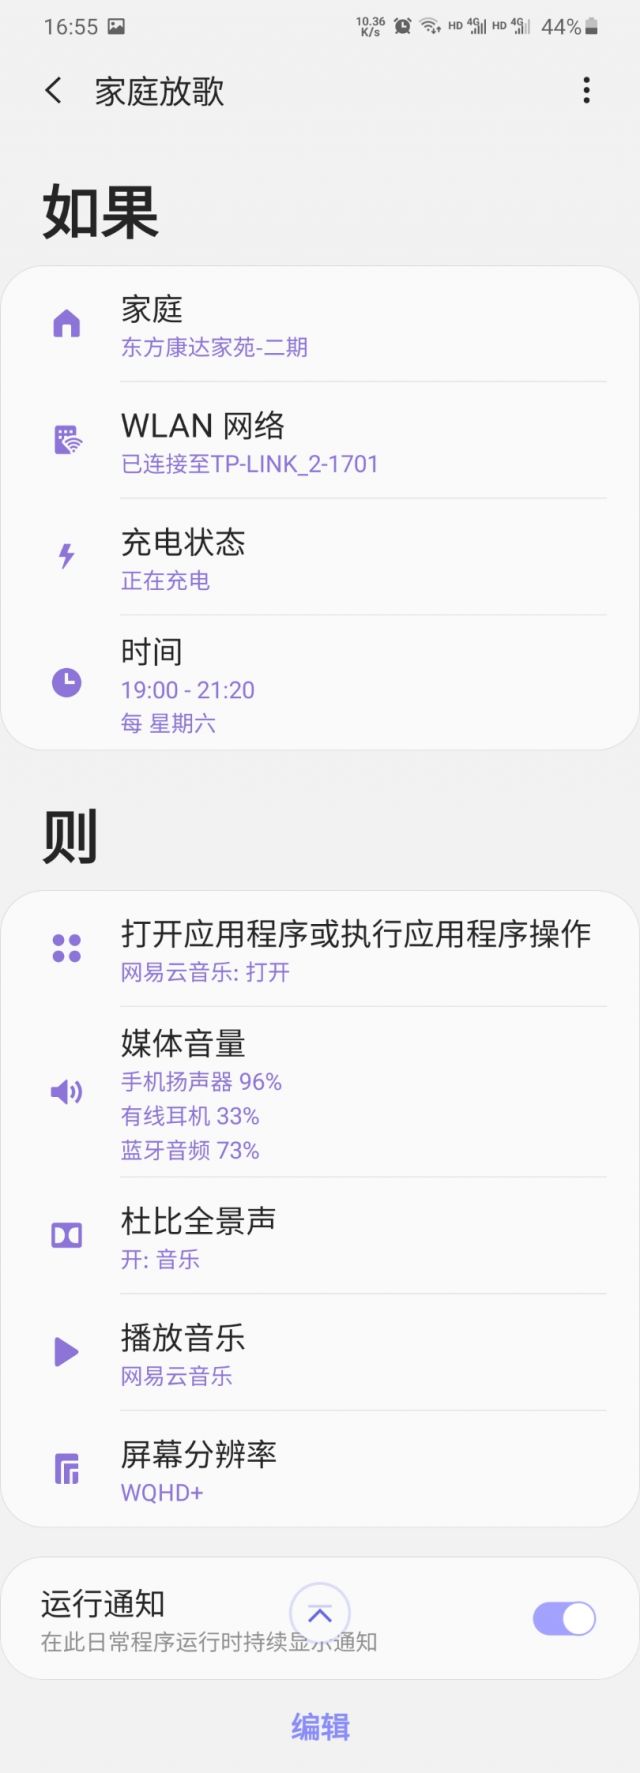 16:55
10.36 K/s HD 4G HD 4G 44%
家庭放歌
如果
家庭
东方康达家苑-二期
WLAN 网络
已连接至TP-LINK_2-1701
充电状态
正在充电
时间
19:00 - 21:20
每 星期六
则
打开应用程序或执行应用程序操作
网易云音乐: 打开
媒体音量
手机扬声器 96%
有线耳机 33%
蓝牙音频 73%
杜比全景声
开: 音乐
播放音乐
网易云音乐
屏幕分辨率
WQHD+
运行通知
在此日常程序运行时持续显示通知
编辑